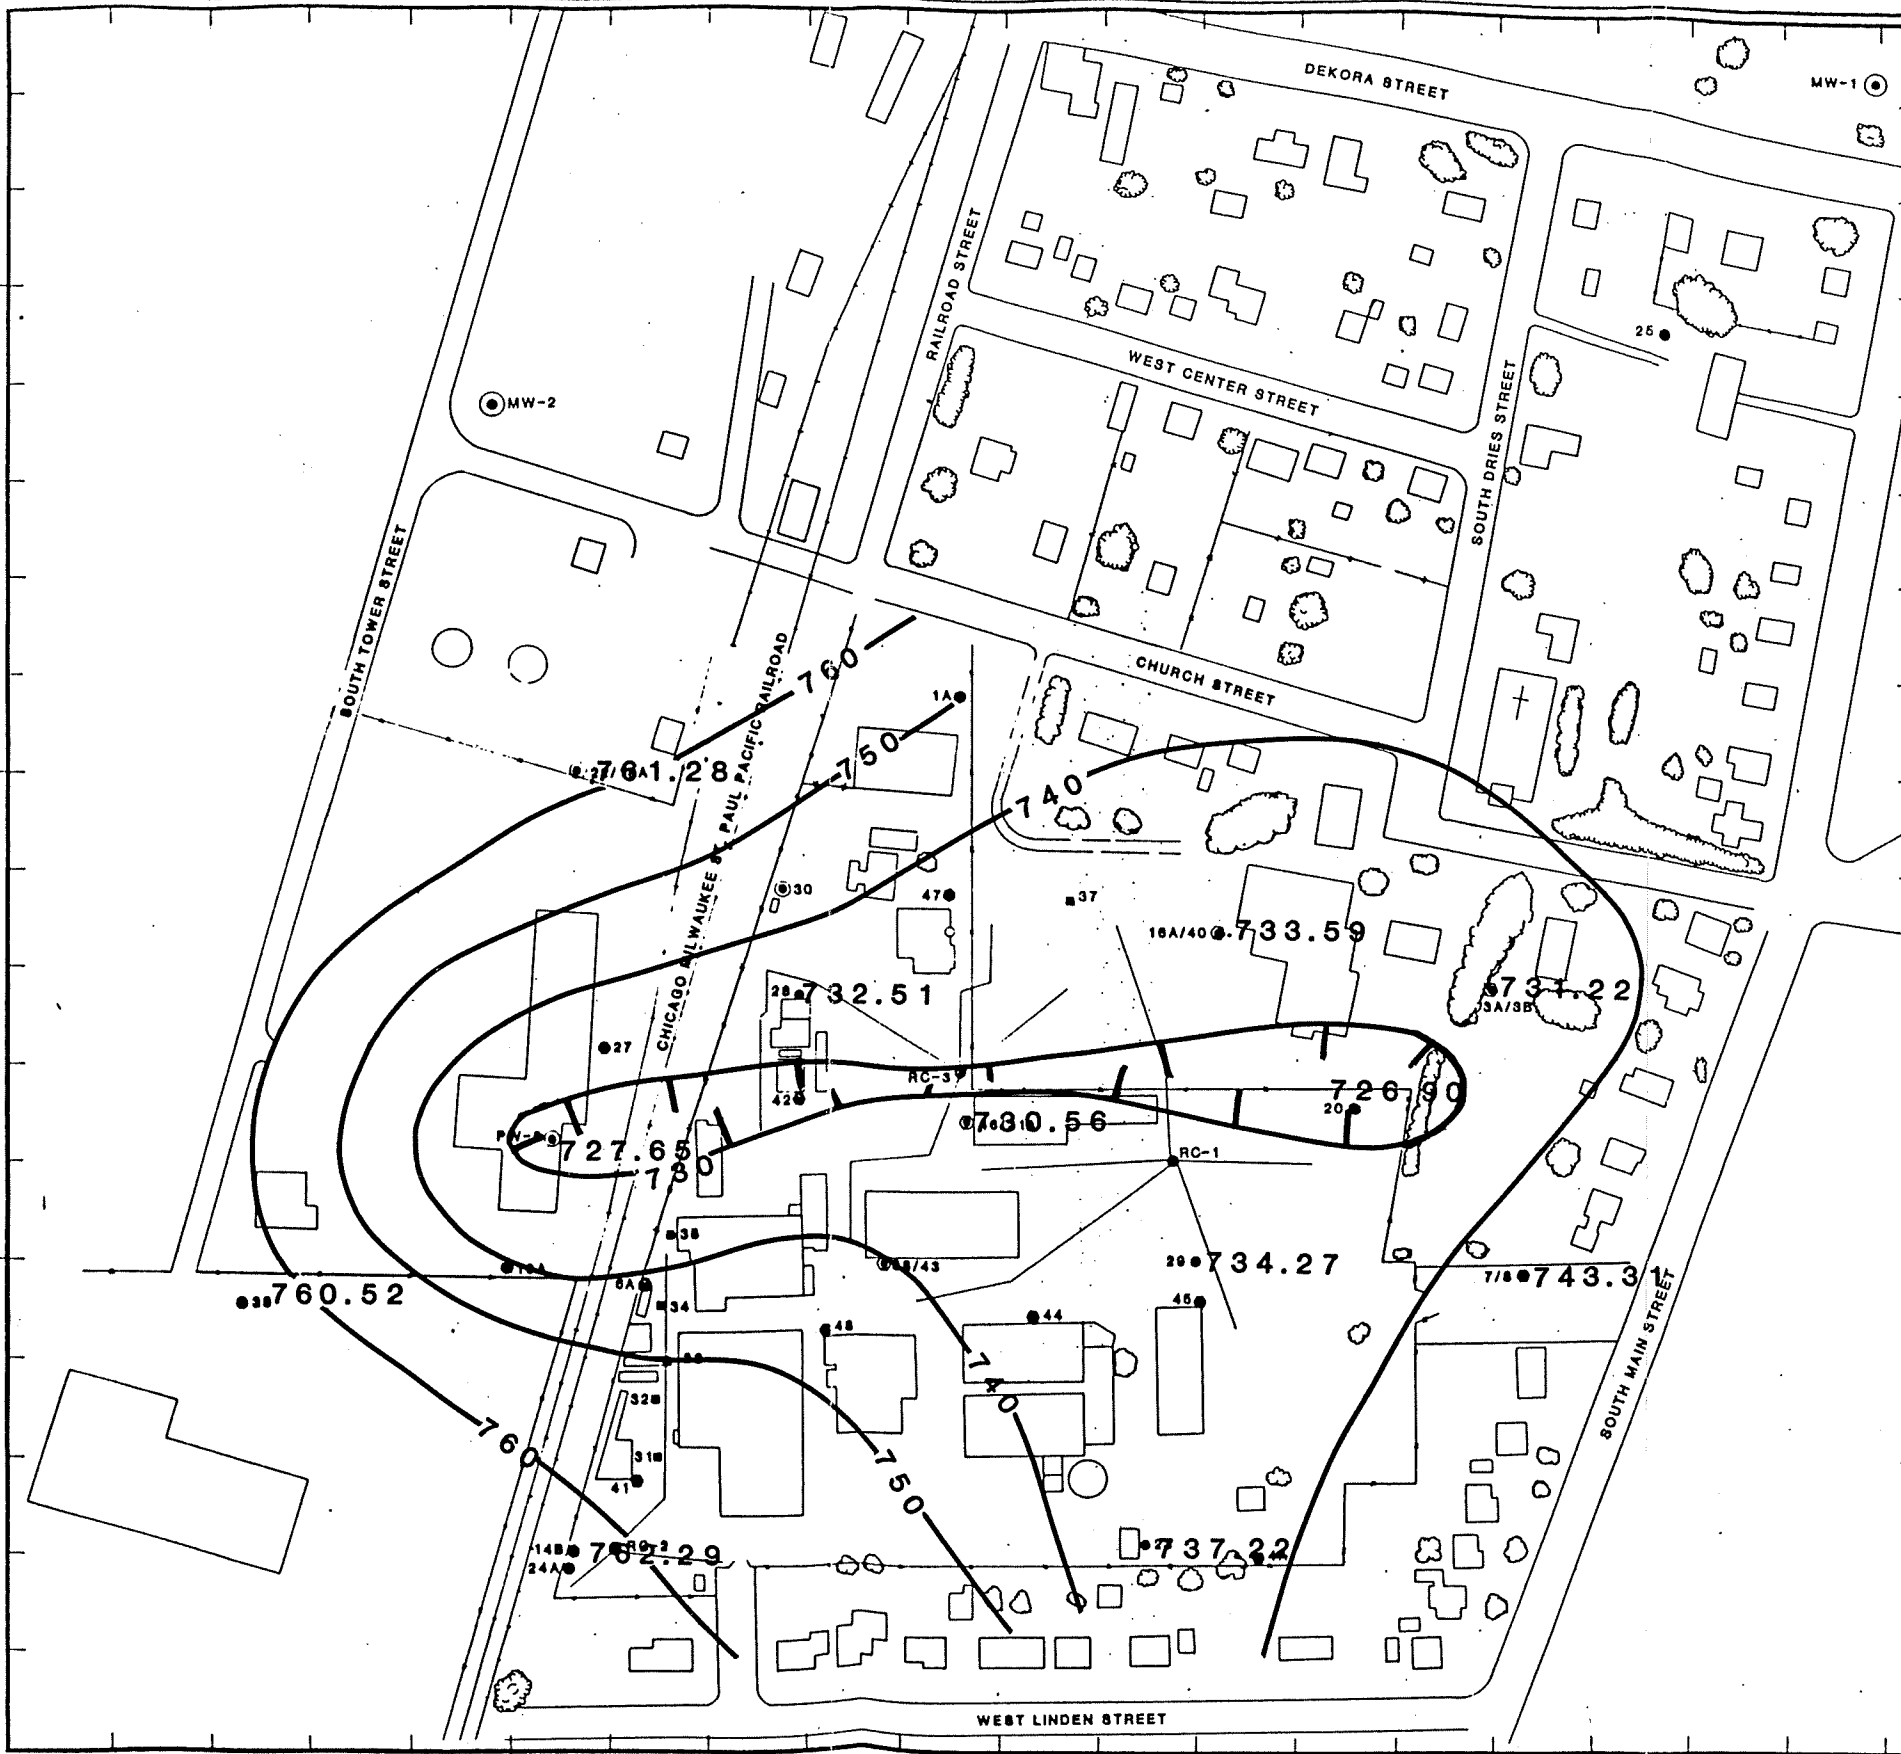 DEKORA STREET
MW-1
RAILROAD STREET
25
WEST CENTER STREET
MW-2
SOUTH DRIES STREET
SOUTH TOWER STREET
CHURCH STREET
760
1A
750
761.28
CHICAGO MILWAUKEE ST. PAUL PACIFIC RAILROAD
740
30
47
37
16A/40
733.59
28
732.51
731.22
3A/3B
27
RC-3
42
726.90
20
730.56
727.65
730
RC-1
35
29
734.27
7/8
743.31
6A
760.52
34
45
44
48
SOUTH MAIN STREET
740
32
760
31
41
750
14B
762.29
24A
737.22
WEST LINDEN STREET